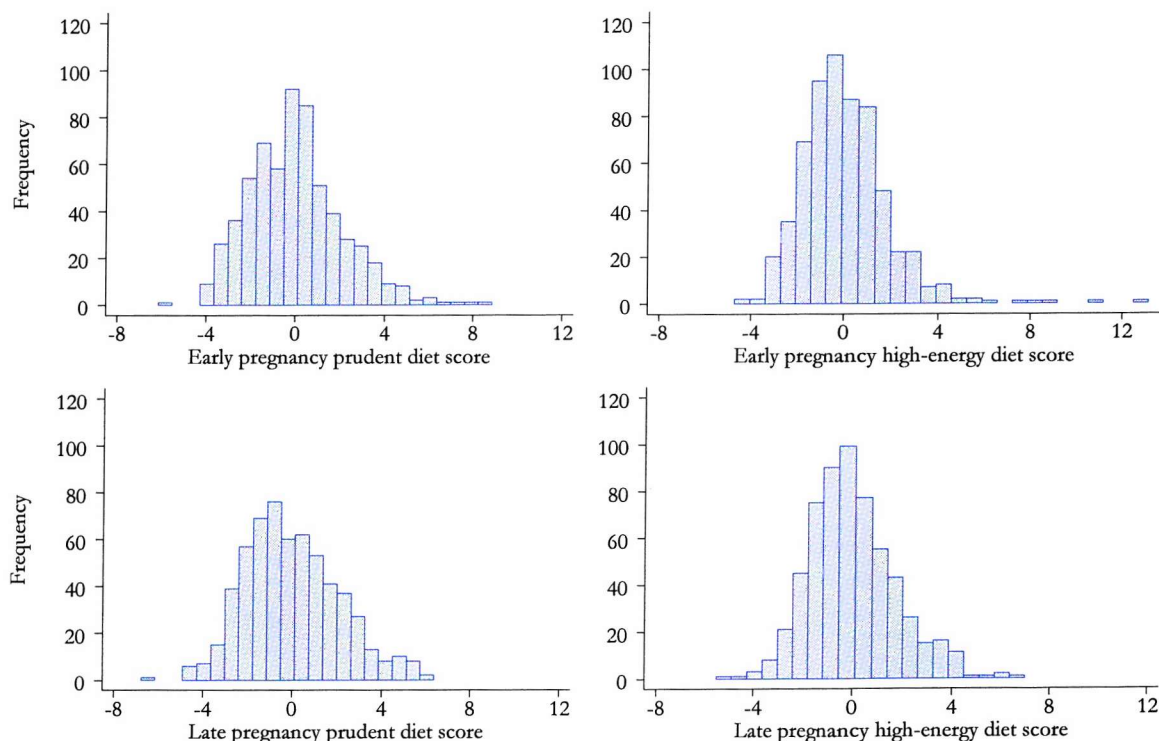 120
100
80
60
40
20
0
Frequency
-8 -4 0 4 8 12
Early pregnancy prudent diet score
120
100
80
60
40
20
0
-8 -4 0 4 8 12
Early pregnancy high-energy diet score
120
100
80
60
40
20
0
Frequency
-8 -4 0 4 8 12
Late pregnancy prudent diet score
120
100
80
60
40
20
0
-8 -4 0 4 8 12
Late pregnancy high-energy diet score